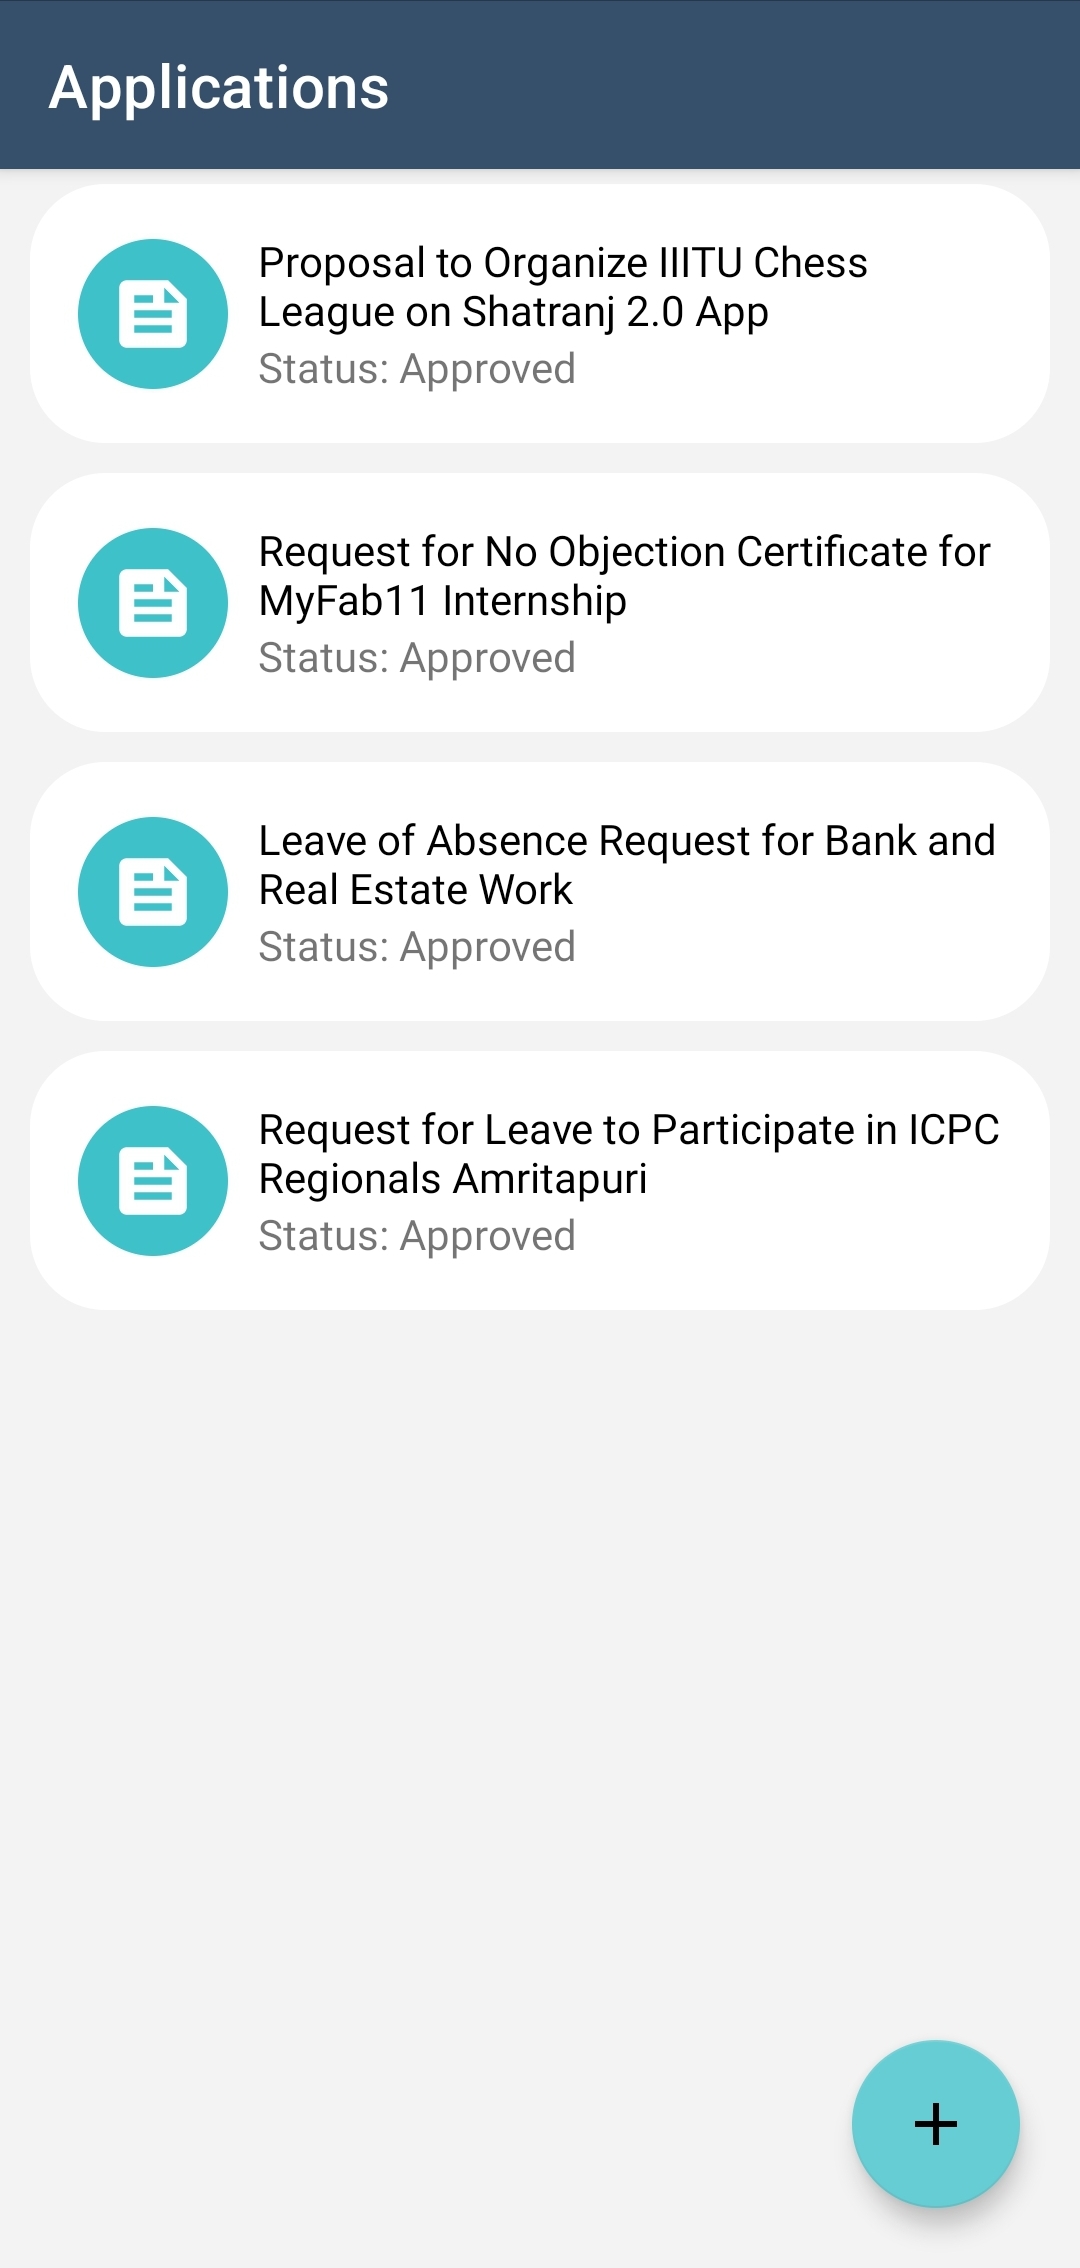 Applications
Proposal to Organize IIITU Chess
League on Shatranj 2.0 App
Status: Approved
Request for No Objection Certificate for
MyFab11 Internship
Status: Approved
Leave of Absence Request for Bank and
Real Estate Work
Status: Approved
Request for Leave to Participate in ICPC
Regionals Amritapuri
Status: Approved